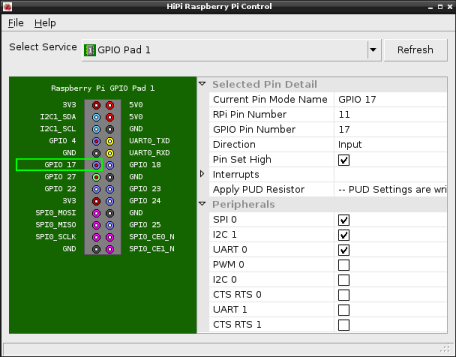 HiPi Raspberry Pi Control
File Help
Select Service GPIO Pad 1 Refresh
Raspberry Pi GPIO Pad 1
3V3 5V0
I2C1_SDA 5V0
I2C1_SCL GND
GPIO 4 UART0_TXD
GND UART0_RXD
GPIO 17 GPIO 18
GPIO 27 GND
GPIO 22 GPIO 23
3V3 GPIO 24
SPI0_MOSI GND
SPI0_MISO GPIO 25
SPI0_SCLK SPI0_CE0_N
GND SPI0_CE1_N
Selected Pin Detail
Current Pin Mode Name GPIO 17
RPi Pin Number 11
GPIO Pin Number 17
Direction Input
Pin Set High
Interrupts
Apply PUD Resistor -- PUD Settings are wri
Peripherals
SPI 0
I2C 1
UART 0
PWM 0
I2C 0
CTS RTS 0
UART 1
CTS RTS 1